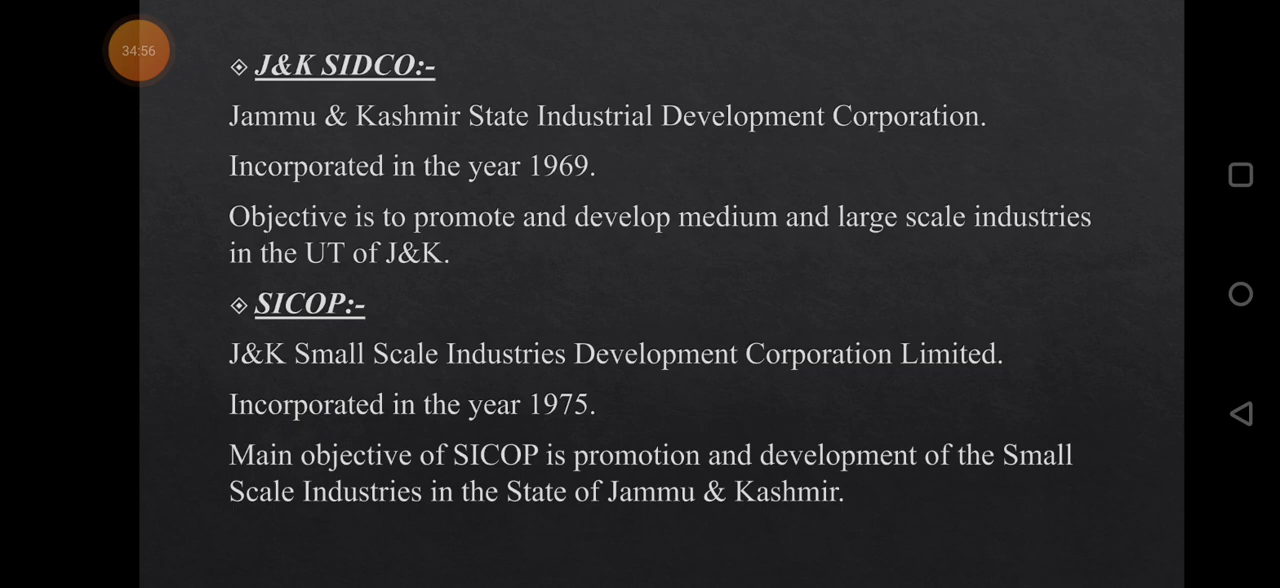 34:56
J&K SIDCO:-
Jammu & Kashmir State Industrial Development Corporation.
Incorporated in the year 1969.
Objective is to promote and develop medium and large scale industries
in the UT of J&K.
SICOP:-
J&K Small Scale Industries Development Corporation Limited.
Incorporated in the year 1975.
Main objective of SICOP is promotion and development of the Small
Scale Industries in the State of Jammu & Kashmir.